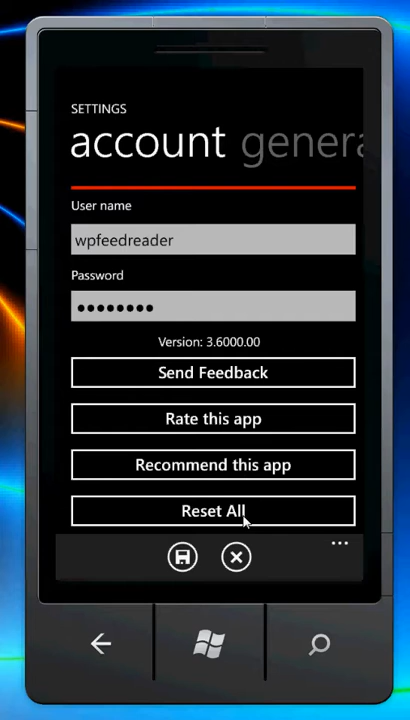 SETTINGS
account genera
User name
wpfeedreader
Password
Version: 3.6000.00
Send Feedback
Rate this app
Recommend this app
Reset All